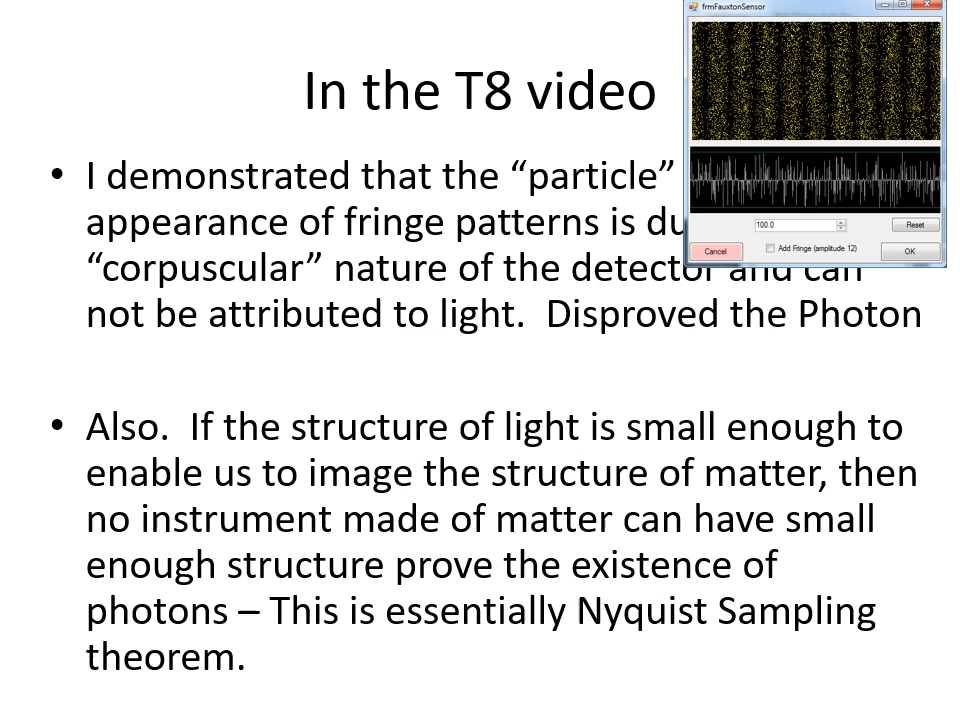 frmFauxtonSensor
In the T8 video
• I demonstrated that the “particle”
appearance of fringe patterns is
“corpuscular” nature of the detector and can
not be attributed to light.  Disproved the Photon
100.0
Reset
Cancel
Add Fringe (amplitude 12)
OK
• Also.  If the structure of light is small enough to
enable us to image the structure of matter, then
no instrument made of matter can have small
enough structure prove the existence of
photons – This is essentially Nyquist Sampling
theorem.